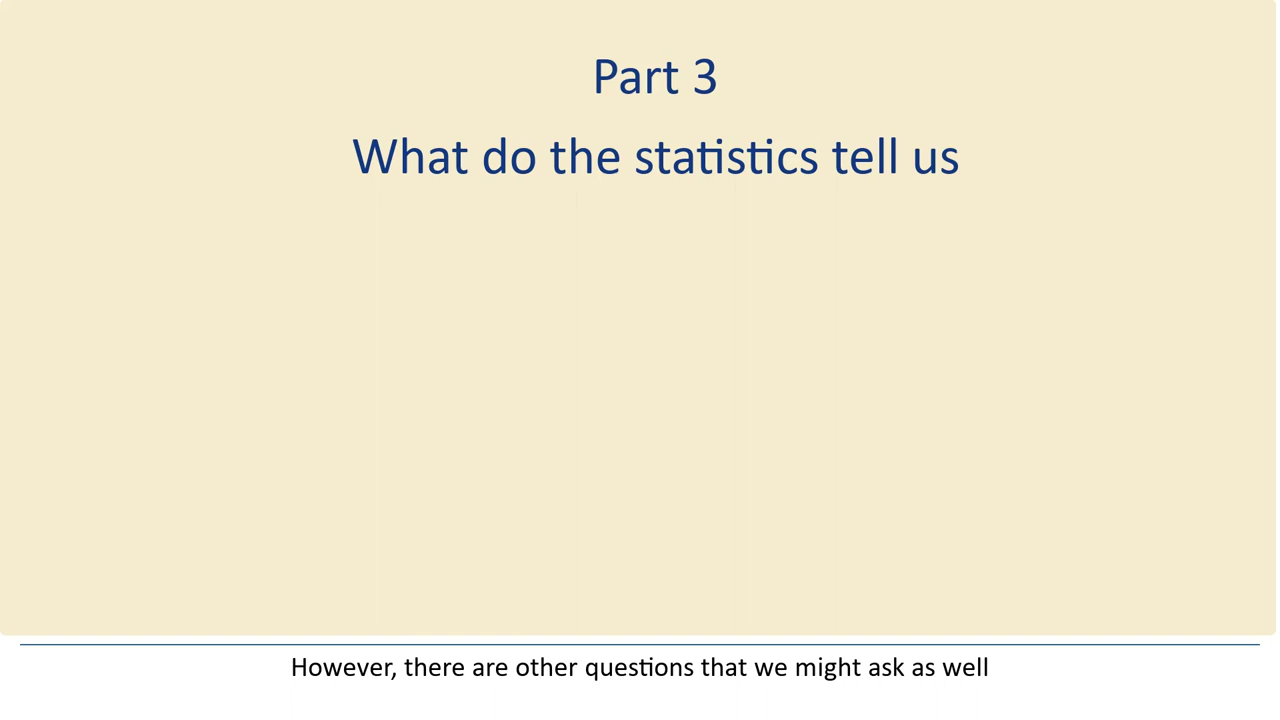 Part 3
What do the statistics tell us
However, there are other questions that we might ask as well